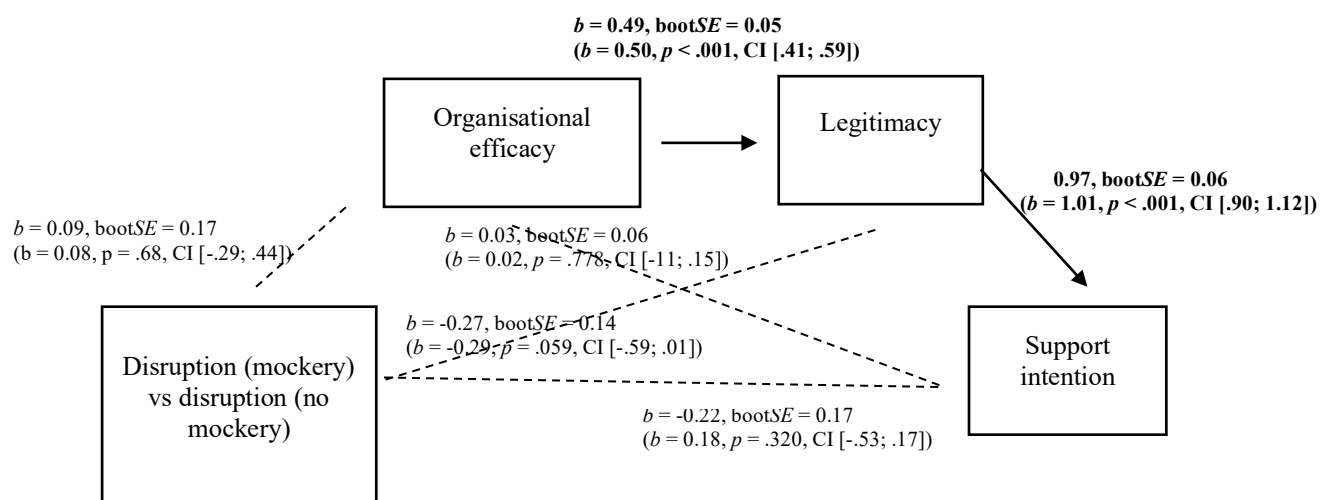 b = 0.49, bootSE = 0.05
(b = 0.50, p < .001, CI [.41; .59])
Organisational
efficacy
Legitimacy
0.97, bootSE = 0.06
(b = 1.01, p < .001, CI [.90; 1.12])
b = 0.09, bootSE = 0.17
(b = 0.08, p = .68, CI [-.29; .44])
b = 0.03, bootSE = 0.06
(b = 0.02, p = .778, CI [-11; .15])
b = -0.27, bootSE = 0.14
(b = -0.29, p = .059, CI [-.59; .01])
Disruption (mockery)
vs disruption (no
mockery)
Support
intention
b = -0.22, bootSE = 0.17
(b = 0.18, p = .320, CI [-.53; .17])